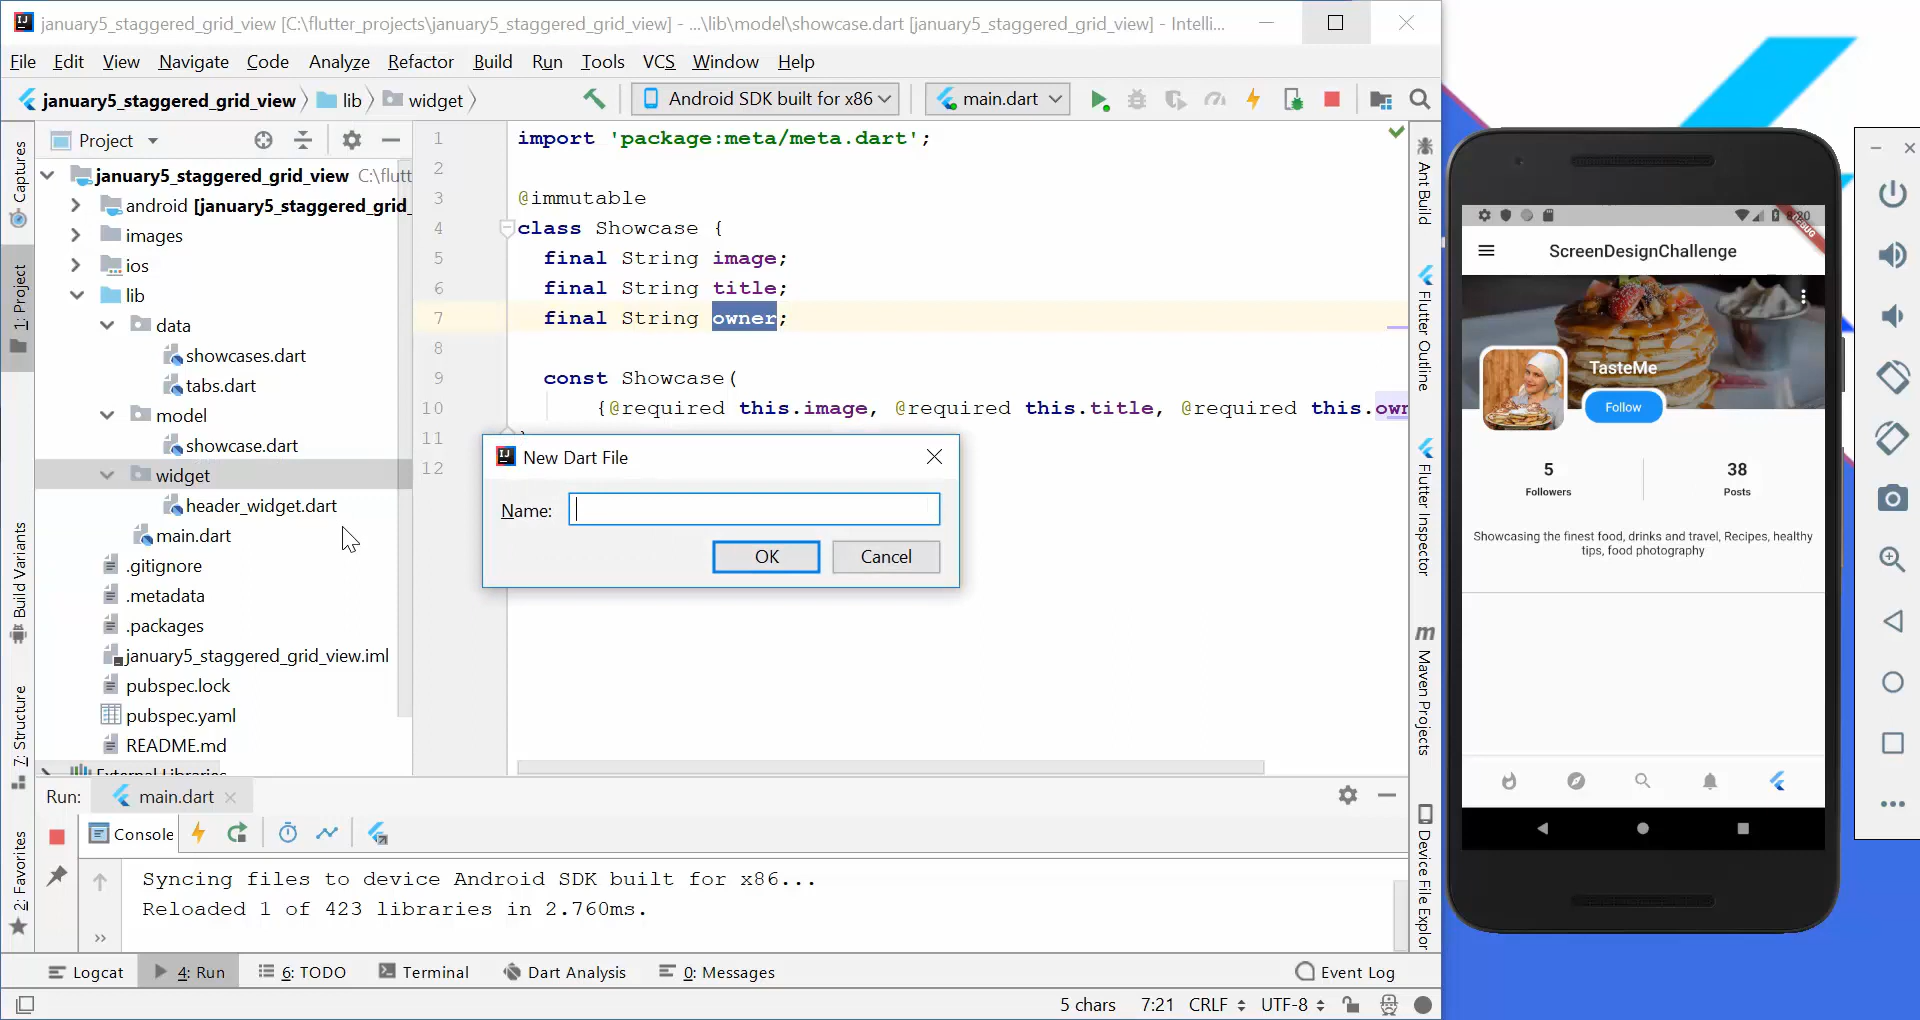 january5_staggered_grid_view [C:\flutter_projects\january5_staggered_grid_view] - ...\lib\model\showcase.dart [january5_staggered_grid_view] - Intelli...
File Edit View Navigate Code Analyze Refactor Build Run Tools VCS Window Help
january5_staggered_grid_view lib widget
Android SDK built for x86
main.dart
Captures
1: Project
Build Variants
7: Structure
2: Favorites
Project
january5_staggered_grid_view C:\flutt
android [january5_staggered_grid_
images
ios
lib
data
showcases.dart
tabs.dart
model
showcase.dart
widget
header_widget.dart
main.dart
.gitignore
.metadata
.packages
january5_staggered_grid_view.iml
pubspec.lock
pubspec.yaml
README.md
External Libraries
1 import 'package:meta/meta.dart';
2
3 @immutable
4 class Showcase {
5 final String image;
6 final String title;
7 final String owner;
8
9 const Showcase(
10 {@required this.image, @required this.title, @required this.own
11
12
New Dart File
Name:
OK
Cancel
Ant Build
Flutter Outline
Flutter Inspector
m Maven Projects
Device File Explor
Run: main.dart
Console
Syncing files to device Android SDK built for x86...
Reloaded 1 of 423 libraries in 2.760ms.
Logcat 4: Run 6: TODO Terminal Dart Analysis 0: Messages Event Log
5 chars 7:21 CRLF UTF-8
DEBUG
ScreenDesignChallenge
TasteMe
Follow
5
Followers
38
Posts
Showcasing the finest food, drinks and travel, Recipes, healthy
tips, food photography